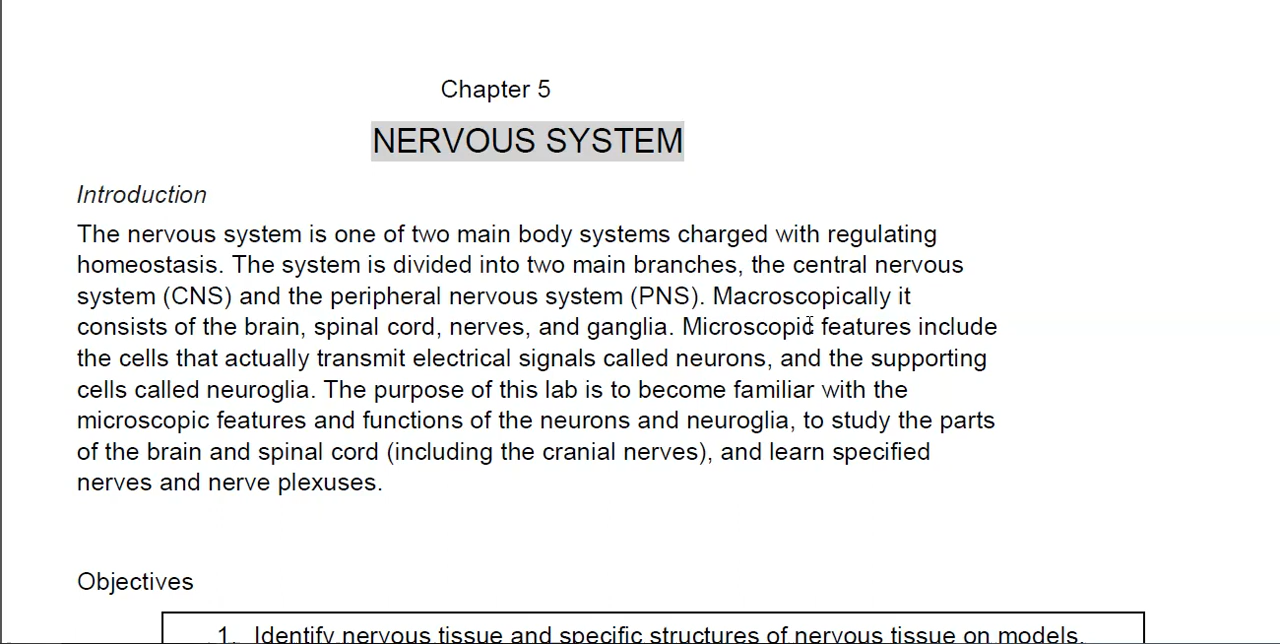 Chapter 5
NERVOUS SYSTEM
Introduction
The nervous system is one of two main body systems charged with regulating
homeostasis. The system is divided into two main branches, the central nervous
system (CNS) and the peripheral nervous system (PNS). Macroscopically it
consists of the brain, spinal cord, nerves, and ganglia. Microscopic features include
the cells that actually transmit electrical signals called neurons, and the supporting
cells called neuroglia. The purpose of this lab is to become familiar with the
microscopic features and functions of the neurons and neuroglia, to study the parts
of the brain and spinal cord (including the cranial nerves), and learn specified
nerves and nerve plexuses.
Objectives
1. Identify nervous tissue and specific structures of nervous tissue on models.